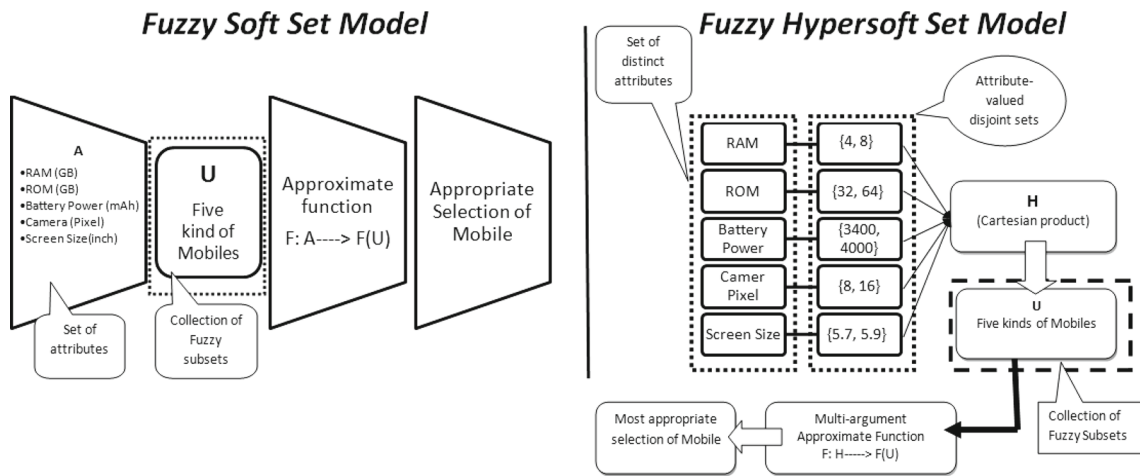 Fuzzy Soft Set Model
A
•RAM (GB)
•ROM (GB)
•Battery Power (mAh)
•Camera (Pixel)
•Screen Size(inch)
Set of
attributes
U
Five
kind of
Mobiles
Collection of
Fuzzy
subsets
Approximate
function
F: A----> F(U)
Appropriate
Selection of
Mobile
Fuzzy Hypersoft Set Model
Set of
distinct
attributes
Attribute-
valued
disjoint sets
RAM
{4, 8}
ROM
{32, 64}
Battery
Power
{3400,
4000}
Camer
Pixel
{8, 16}
Screen Size
{5.7, 5.9}
H
(Cartesian product)
U
Five kinds of Mobiles
Collection of
Fuzzy Subsets
Multi-argument
Approximate Function
F: H-----> F(U)
Most appropriate
selection of Mobile